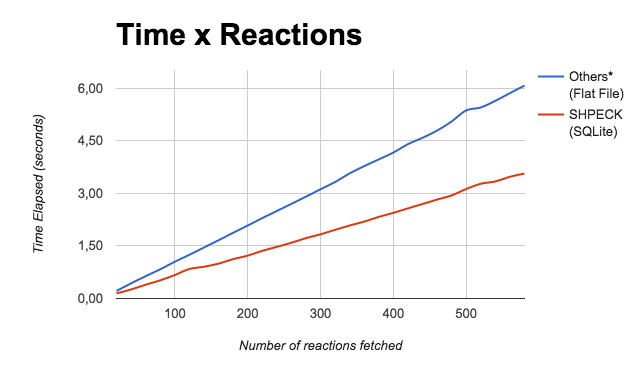 Time x Reactions
Time Elapsed (seconds)
6,00
4,50
3,00
1,50
0,00
100
200
300
400
500
Number of reactions fetched
Others*
(Flat File)
SHPECK
(SQLite)